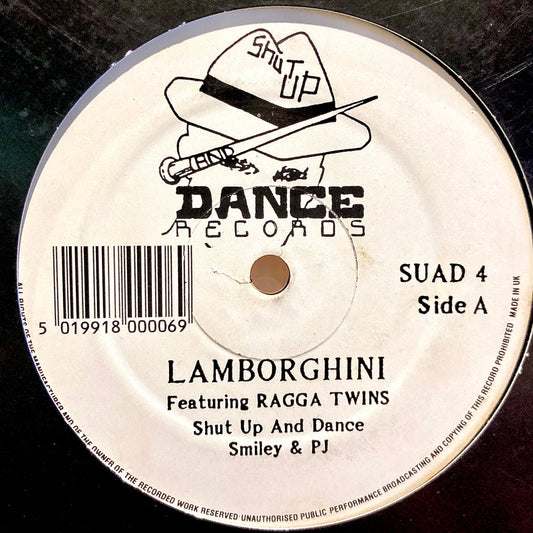 Shut
UP
AND
DANCE
RECORDS
5 019918 000069
SUAD 4
Side A
LAMBORGHINI
Featuring RAGGA TWINS
Shut Up And Dance
Smiley & PJ
ALL RIGHTS OF THE MANUFACTURER AND OF THE OWNER OF THE RECORDED WORK RESERVED UNAUTHORISED PUBLIC PERFORMANCE BROADCASTING AND COPYING OF THIS RECORD PROHIBITED MADE IN UK